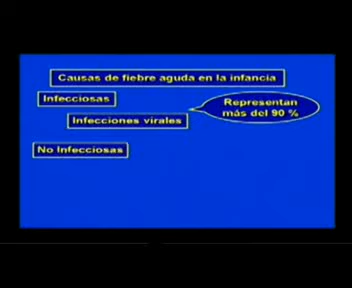 Causas de fiebre aguda en la infancia
Infecciosas
Representan
más del 90 %
Infecciones virales
No Infecciosas